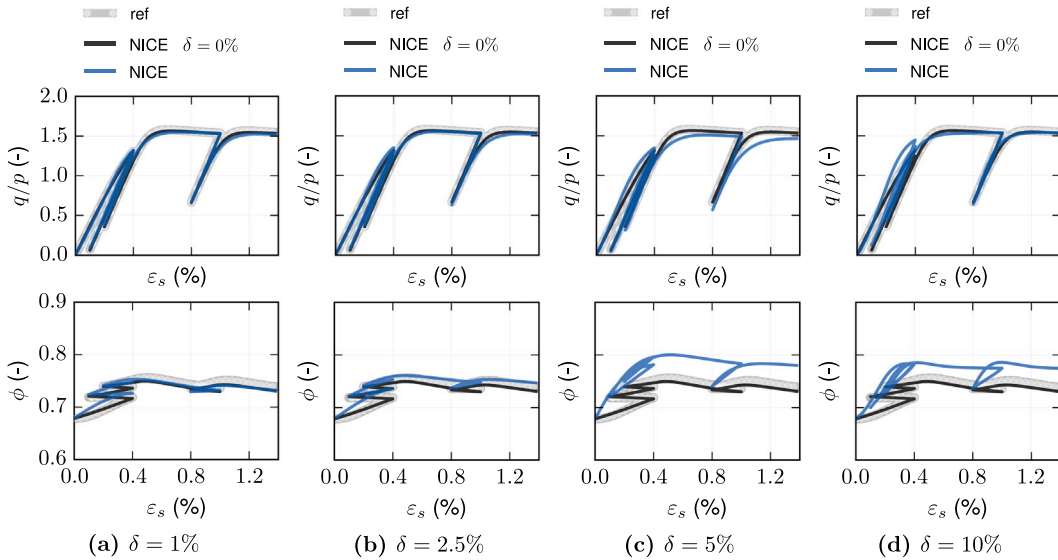 ref ref ref ref
NICE δ = 0% NICE δ = 0% NICE δ = 0% NICE δ = 0%
NICE NICE NICE NICE
2.0
1.5
1.0
0.5
0.0
q/p (-) q/p (-) q/p (-) q/p (-)
ε_s (%) ε_s (%) ε_s (%) ε_s (%)
0.9
0.8
0.7
0.6
ϕ (-) ϕ (-) ϕ (-) ϕ (-)
0.0 0.4 0.8 1.2 0.0 0.4 0.8 1.2 0.0 0.4 0.8 1.2 0.0 0.4 0.8 1.2
ε_s (%) ε_s (%) ε_s (%) ε_s (%)
(a) δ = 1% (b) δ = 2.5% (c) δ = 5% (d) δ = 10%